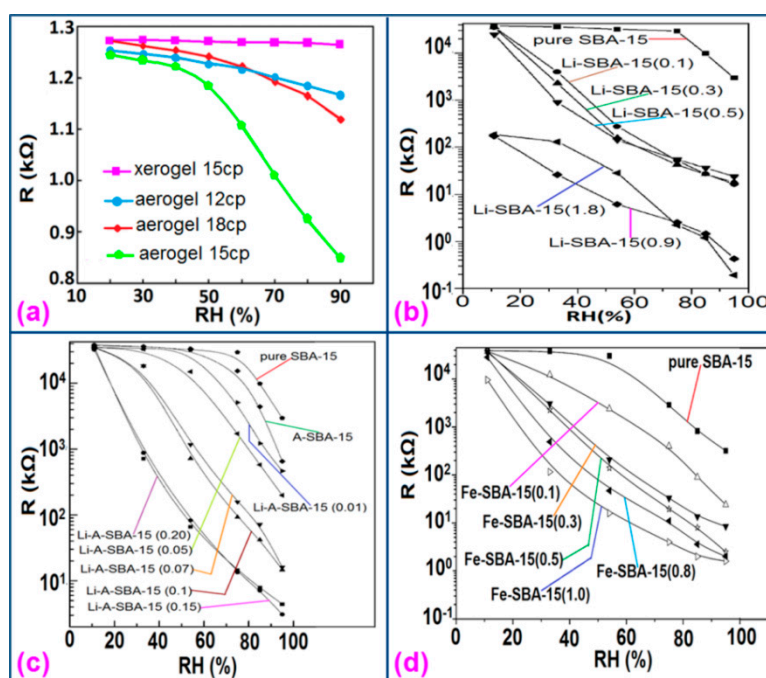 1.3
1.2
1.1
1.0
0.9
0.8
R (kΩ)
xerogel 15cp
aerogel 12cp
aerogel 18cp
aerogel 15cp
10 20 30 40 50 60 70 80 90
RH (%)
(a)
10⁴
10³
10²
10¹
10⁰
10⁻¹
R (kΩ)
pure SBA-15
Li-SBA-15(0.1)
Li-SBA-15(0.3)
Li-SBA-15(0.5)
Li-SBA-15(1.8)
Li-SBA-15(0.9)
0 20 40 60 80 100
RH(%)
(b)
10⁴
10³
10²
10¹
R (kΩ)
pure SBA-15
A-SBA-15
Li-A-SBA-15 (0.01)
Li-A-SBA-15 (0.20)
Li-A-SBA-15 (0.05)
Li-A-SBA-15 (0.07)
Li-A-SBA-15 (0.1)
Li-A-SBA-15 (0.15)
0 20 40 60 80 100
RH (%)
(c)
10⁴
10³
10²
10¹
10⁰
10⁻¹
R (kΩ)
pure SBA-15
Fe-SBA-15(0.1)
Fe-SBA-15(0.3)
Fe-SBA-15(0.5)
Fe-SBA-15(0.8)
Fe-SBA-15(1.0)
0 20 40 60 80 100
RH (%)
(d)